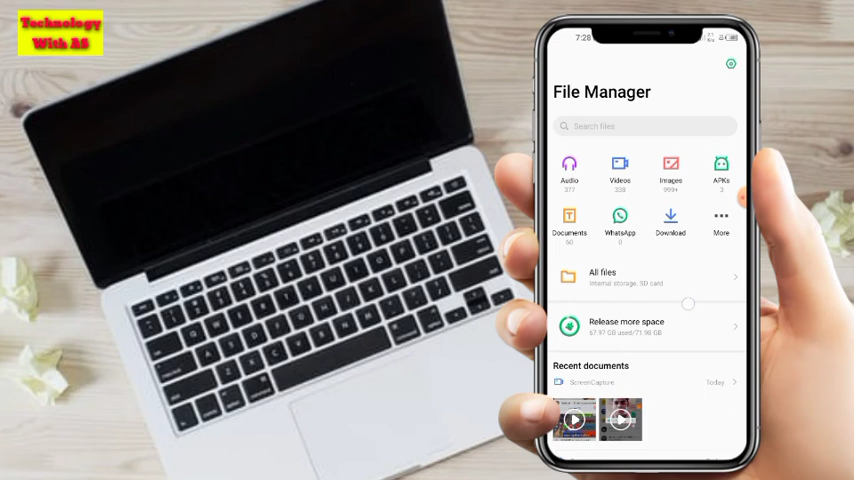 Technology
With AS
7:28
File Manager
Search files
Audio
377
Videos
338
Images
999+
APKs
3
Documents
60
WhatsApp
0
Download
More
All files
Internal storage, SD card
Release more space
67.97 GB used/71.98 GB
Recent documents
ScreenCapture
Today